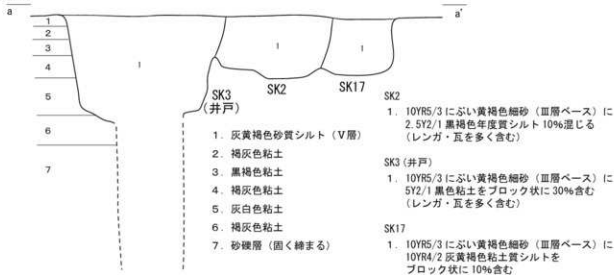 a
a'
1
2
3
4
5
6
7
1
1
1
SK3
(井戸)
SK2
SK17
1. 灰黄褐色砂質シルト (Ⅴ層)
2. 褐灰色粘土
3. 黒褐色粘土
4. 褐灰色粘土
5. 灰白色粘土
6. 褐灰色粘土
7. 砂礫層 (固く締まる)
SK2
1. 10YR5/3 にぶい黄褐色細砂 (Ⅲ層ベース) に
2.5Y2/1 黒褐色年度質シルト 10%混じる
(レンガ・瓦を多く含む)
SK3 (井戸)
1. 10YR5/3 にぶい黄褐色細砂 (Ⅲ層ベース) に
5Y2/1 黒色粘土をブロック状に 30%含む
(レンガ・瓦を多く含む)
SK17
1. 10YR5/3 にぶい黄褐色細砂 (Ⅲ層ベース) に
10YR4/2 灰黄褐色粘土質シルトを
ブロック状に 10%含む